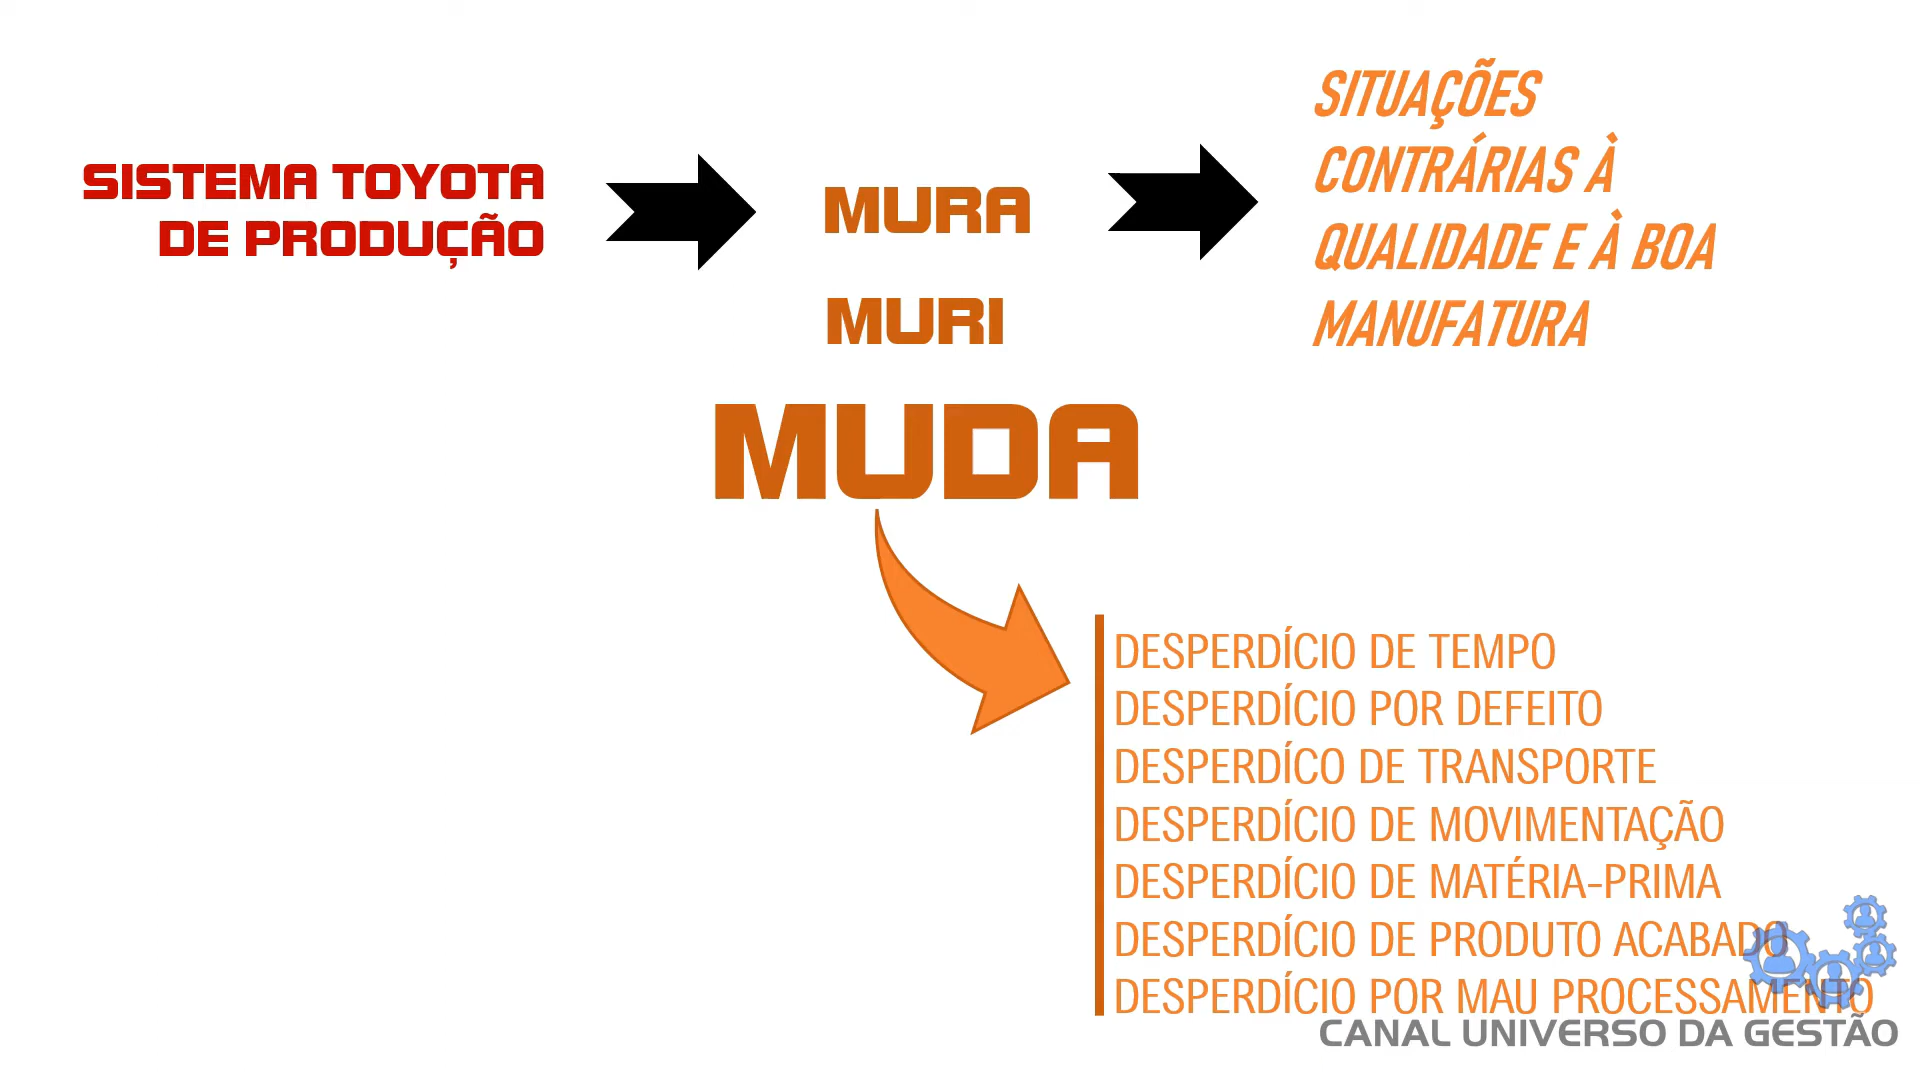 SISTEMA TOYOTA
DE PRODUÇÃO
MURA
MURI
MUDA
SITUAÇÕES
CONTRÁRIAS À
QUALIDADE E À BOA
MANUFATURA
DESPERDÍCIO DE TEMPO
DESPERDÍCIO POR DEFEITO
DESPERDÍCO DE TRANSPORTE
DESPERDÍCIO DE MOVIMENTAÇÃO
DESPERDÍCIO DE MATÉRIA-PRIMA
DESPERDÍCIO DE PRODUTO ACABADO
DESPERDÍCIO POR MAU PROCESSAMENTO
CANAL UNIVERSO DA GESTÃO